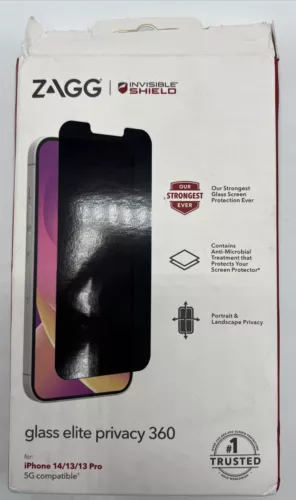 ZAGG | INVISIBLE®
SHIELD
OUR
STRONGEST
EVER
Our Strongest
Glass Screen
Protection Ever
Contains
Anti-Microbial
Treatment that
Protects Your
Screen Protector*
Portrait &
Landscape Privacy
glass elite privacy 360
for:
iPhone 14/13/13 Pro
5G compatible*
#1
TRUSTED